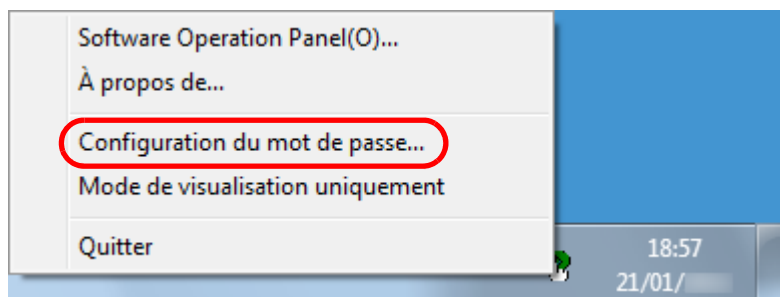 Software Operation Panel(O)...
À propos de...
Configuration du mot de passe...
Mode de visualisation uniquement
Quitter
18:57
21/01/